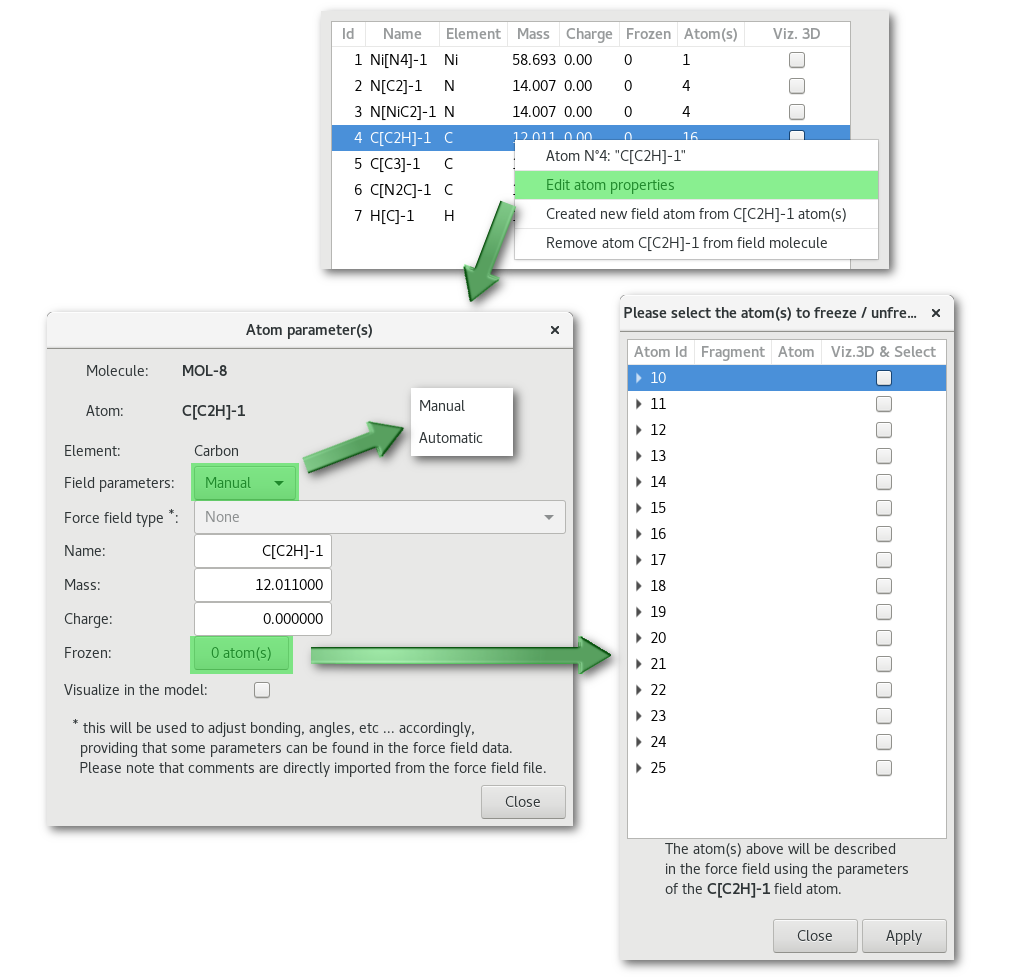 Id Name Element Mass Charge Frozen Atom(s) Viz. 3D
1 Ni[N4]-1 Ni 58.693 0.00 0 1
2 N[C2]-1 N 14.007 0.00 0 4
3 N[NiC2]-1 N 14.007 0.00 0 4
4 C[C2H]-1 C 12.011 0.00 0 16
5 C[C3]-1 C
6 C[N2C]-1 C
7 H[C]-1 H
Atom N°4: "C[C2H]-1"
Edit atom properties
Created new field atom from C[C2H]-1 atom(s)
Remove atom C[C2H]-1 from field molecule
Atom parameter(s) ×
Molecule: MOL-8
Atom: C[C2H]-1
Element: Carbon
Field parameters: Manual
Force field type *: None
Name: C[C2H]-1
Mass: 12.011000
Charge: 0.000000
Frozen: 0 atom(s)
Visualize in the model:
* this will be used to adjust bonding, angles, etc ... accordingly,
providing that some parameters can be found in the force field data.
Please note that comments are directly imported from the force field file.
Close
Manual
Automatic
Please select the atom(s) to freeze / unfre... ×
Atom Id Fragment Atom Viz.3D & Select
10
11
12
13
14
15
16
17
18
19
20
21
22
23
24
25
The atom(s) above will be described
in the force field using the parameters
of the C[C2H]-1 field atom.
Close Apply